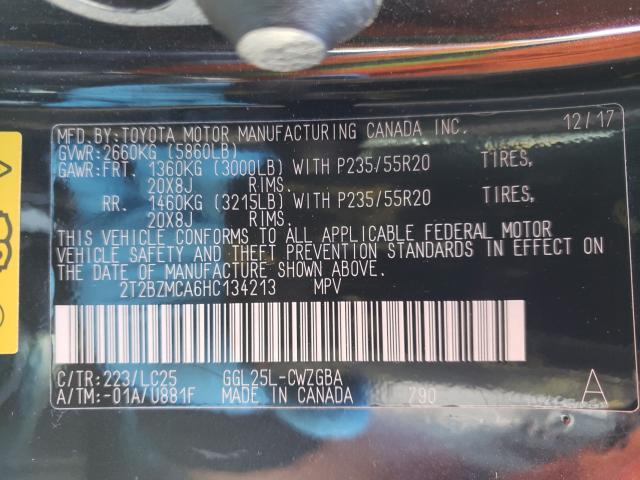 MFD.BY:TOYOTA MOTOR MANUFACTURING CANADA INC. 12/17
GVWR:2660KG (5860LB)
GAWR:FRT. 1360KG (3000LB) WITH P235/55R20 TIRES,
20X8J RIMS.
RR. 1460KG (3215LB) WITH P235/55R20 TIRES,
20X8J RIMS.
THIS VEHICLE CONFORMS TO ALL APPLICABLE FEDERAL MOTOR
VEHICLE SAFETY AND THEFT PREVENTION STANDARDS IN EFFECT ON
THE DATE OF MANUFACTURE SHOWN ABOVE.
2T2BZMCA6HC134213 MPV
C/TR:223/LC25 GGL25L-CWZGBA
A/TM:-01A/U881F MADE IN CANADA 790 A